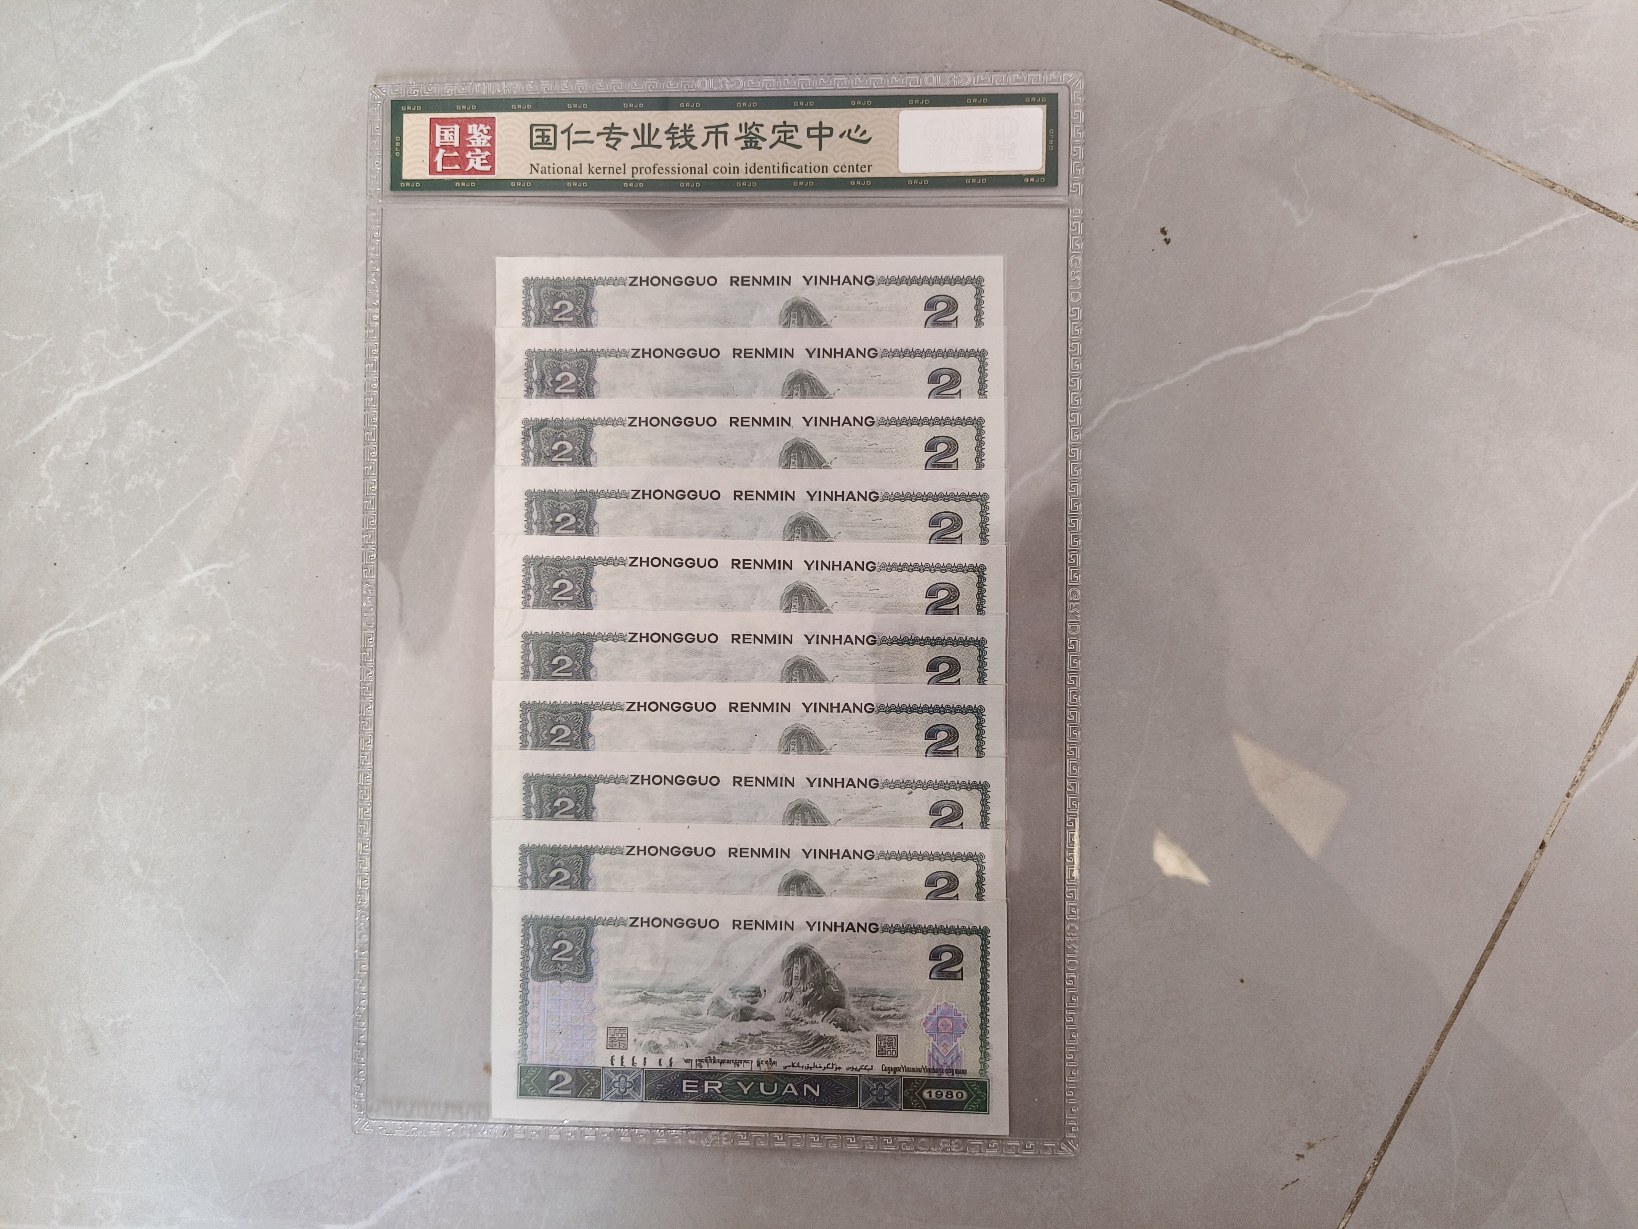 国 鉴
仁 定
国仁专业钱币鉴定中心
National kernel professional coin identification center
ZHONGGUO RENMIN YINHANG
2 2
ZHONGGUO RENMIN YINHANG
2 2
ZHONGGUO RENMIN YINHANG
2 2
ZHONGGUO RENMIN YINHANG
2 2
ZHONGGUO RENMIN YINHANG
2 2
ZHONGGUO RENMIN YINHANG
2 2
ZHONGGUO RENMIN YINHANG
2 2
ZHONGGUO RENMIN YINHANG
2 2
ZHONGGUO RENMIN YINHANG
2 2
ZHONGGUO RENMIN YINHANG
2 2
2 ER YUAN 1980